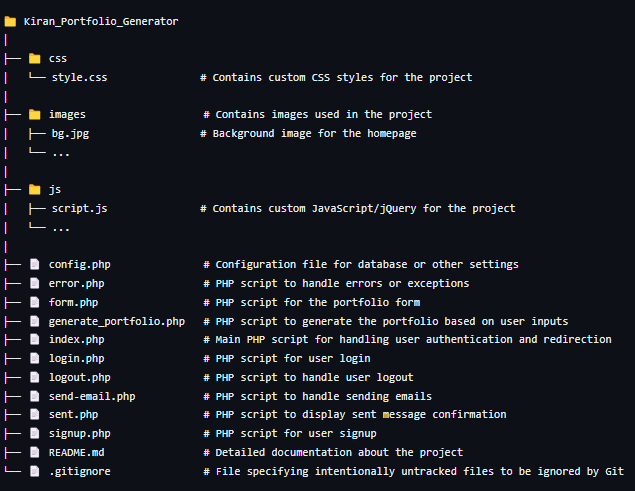 📁 Kiran_Portfolio_Generator
│
├── 📁 css
│   └── style.css                 # Contains custom CSS styles for the project
│
├── 📁 images                     # Contains images used in the project
│   ├── bg.jpg                    # Background image for the homepage
│   └── ...
│
├── 📁 js
│   ├── script.js                 # Contains custom JavaScript/jQuery for the project
│   └── ...
│
├── 📄 config.php                 # Configuration file for database or other settings
├── 📄 error.php                  # PHP script to handle errors or exceptions
├── 📄 form.php                   # PHP script for the portfolio form
├── 📄 generate_portfolio.php     # PHP script to generate the portfolio based on user inputs
├── 📄 index.php                  # Main PHP script for handling user authentication and redirection
├── 📄 login.php                  # PHP script for user login
├── 📄 logout.php                 # PHP script to handle user logout
├── 📄 send-email.php             # PHP script to handle sending emails
├── 📄 sent.php                   # PHP script to display sent message confirmation
├── 📄 signup.php                 # PHP script for user signup
├── 📄 README.md                  # Detailed documentation about the project
└── 📄 .gitignore                 # File specifying intentionally untracked files to be ignored by Git